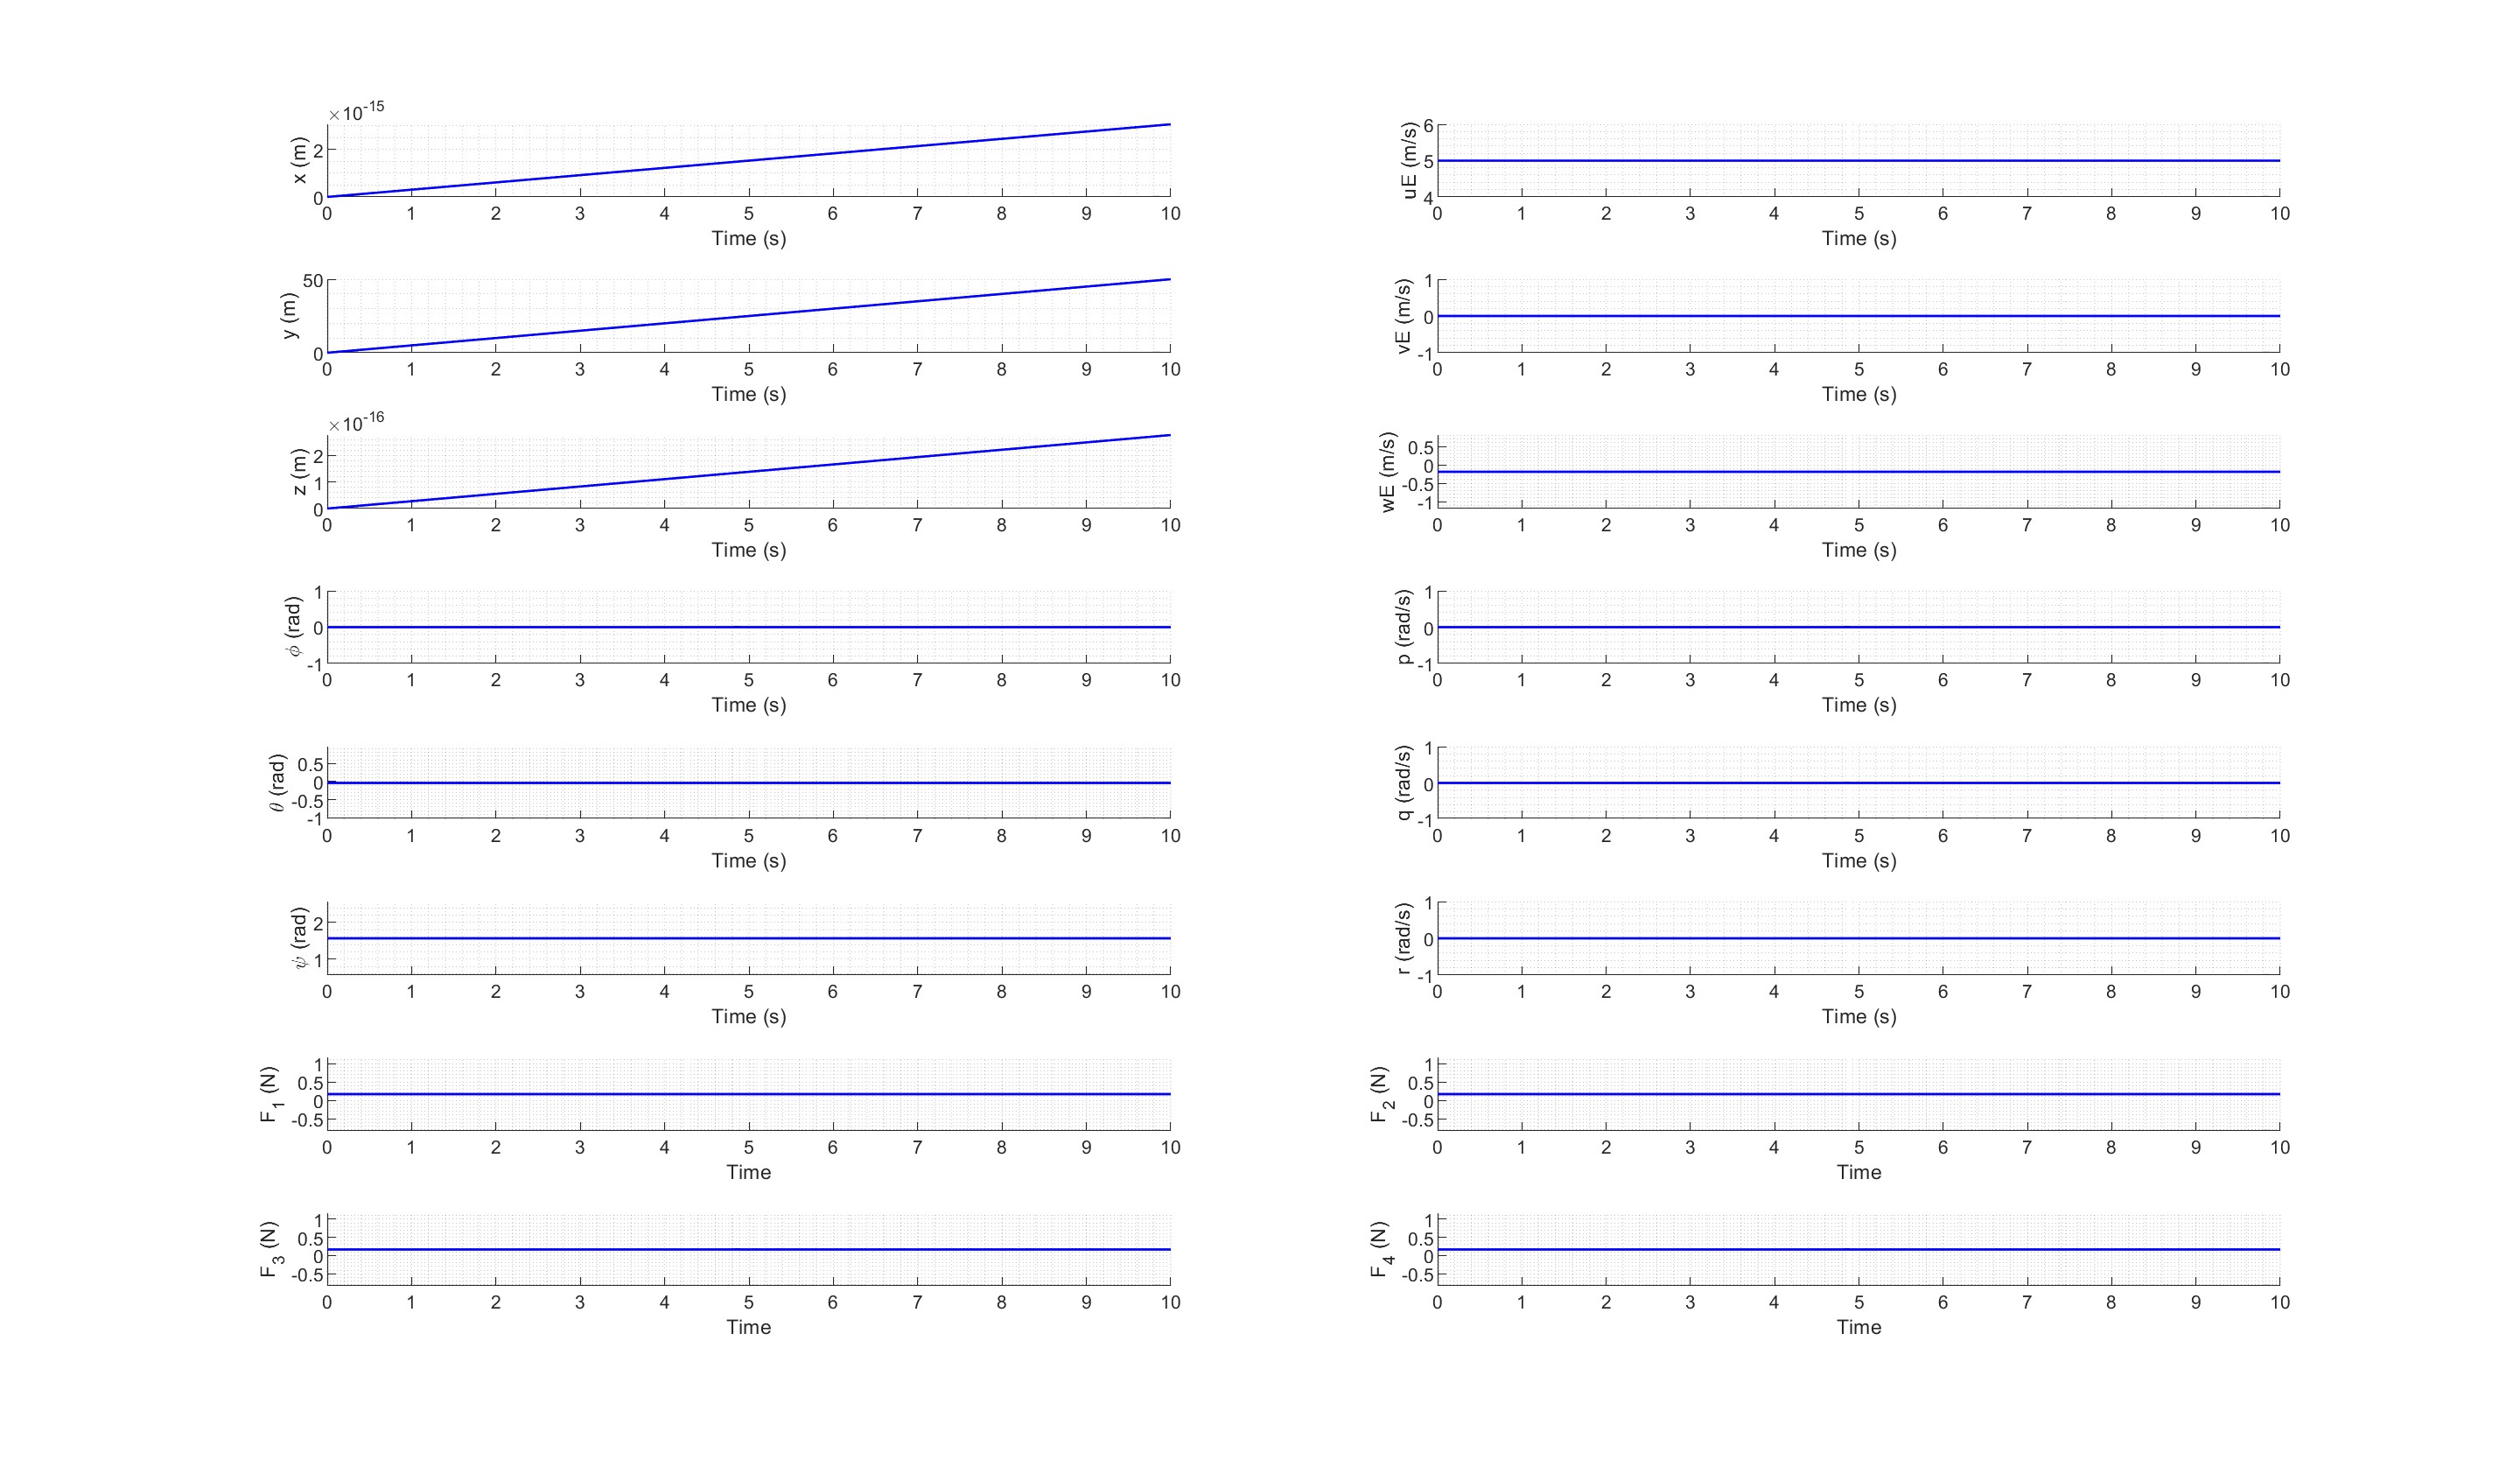 ×10-15
x (m)
2
0
0 1 2 3 4 5 6 7 8 9 10
Time (s)
uE (m/s)
6
5
4
0 1 2 3 4 5 6 7 8 9 10
Time (s)
y (m)
50
0
0 1 2 3 4 5 6 7 8 9 10
Time (s)
vE (m/s)
1
0
-1
0 1 2 3 4 5 6 7 8 9 10
Time (s)
×10-16
z (m)
2
1
0
0 1 2 3 4 5 6 7 8 9 10
Time (s)
wE (m/s)
0.5
0
-0.5
-1
0 1 2 3 4 5 6 7 8 9 10
Time (s)
ϕ (rad)
1
0
-1
0 1 2 3 4 5 6 7 8 9 10
Time (s)
p (rad/s)
1
0
-1
0 1 2 3 4 5 6 7 8 9 10
Time (s)
θ (rad)
0.5
0
-0.5
-1
0 1 2 3 4 5 6 7 8 9 10
Time (s)
q (rad/s)
1
0
-1
0 1 2 3 4 5 6 7 8 9 10
Time (s)
ψ (rad)
2
1
0 1 2 3 4 5 6 7 8 9 10
Time (s)
r (rad/s)
1
0
-1
0 1 2 3 4 5 6 7 8 9 10
Time (s)
F1 (N)
1
0.5
0
-0.5
0 1 2 3 4 5 6 7 8 9 10
Time
F2 (N)
1
0.5
0
-0.5
0 1 2 3 4 5 6 7 8 9 10
Time
F3 (N)
1
0.5
0
-0.5
0 1 2 3 4 5 6 7 8 9 10
Time
F4 (N)
1
0.5
0
-0.5
0 1 2 3 4 5 6 7 8 9 10
Time